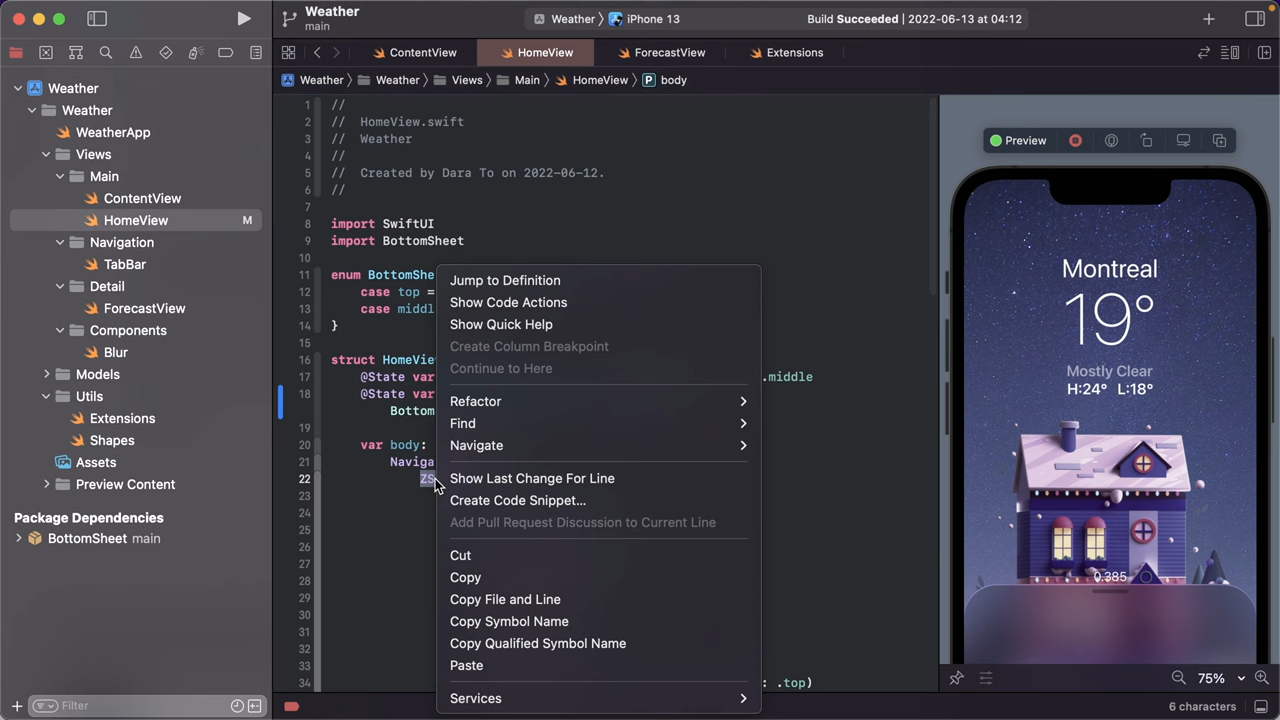 Weather
main
Weather
iPhone 13
Build Succeeded | 2022-06-13 at 04:12
ContentView
HomeView
ForecastView
Extensions
Weather
Weather
Views
Main
HomeView
P body
Weather
Weather
WeatherApp
Views
Main
ContentView
HomeView M
Navigation
TabBar
Detail
ForecastView
Components
Blur
Models
Utils
Extensions
Shapes
Assets
Preview Content
Package Dependencies
BottomSheet main
Filter
1 //
2 // HomeView.swift
3 // Weather
4 //
5 // Created by Dara To on 2022-06-12.
6 //
7
8 import SwiftUI
9 import BottomSheet
10
11 enum BottomShe
12 case top =
13 case middl
14 }
15
16 struct HomeView
17 @State var .middle
18 @State var
Bottom
19
20 var body:
21 Naviga
22 ZS
23
24
25
26
27
28
29
30
31
32
33
34 : .top)
Jump to Definition
Show Code Actions
Show Quick Help
Create Column Breakpoint
Continue to Here
Refactor
Find
Navigate
Show Last Change For Line
Create Code Snippet...
Add Pull Request Discussion to Current Line
Cut
Copy
Copy File and Line
Copy Symbol Name
Copy Qualified Symbol Name
Paste
Services
Preview
Montreal
19°
Mostly Clear
H:24° L:18°
0.385
75%
6 characters